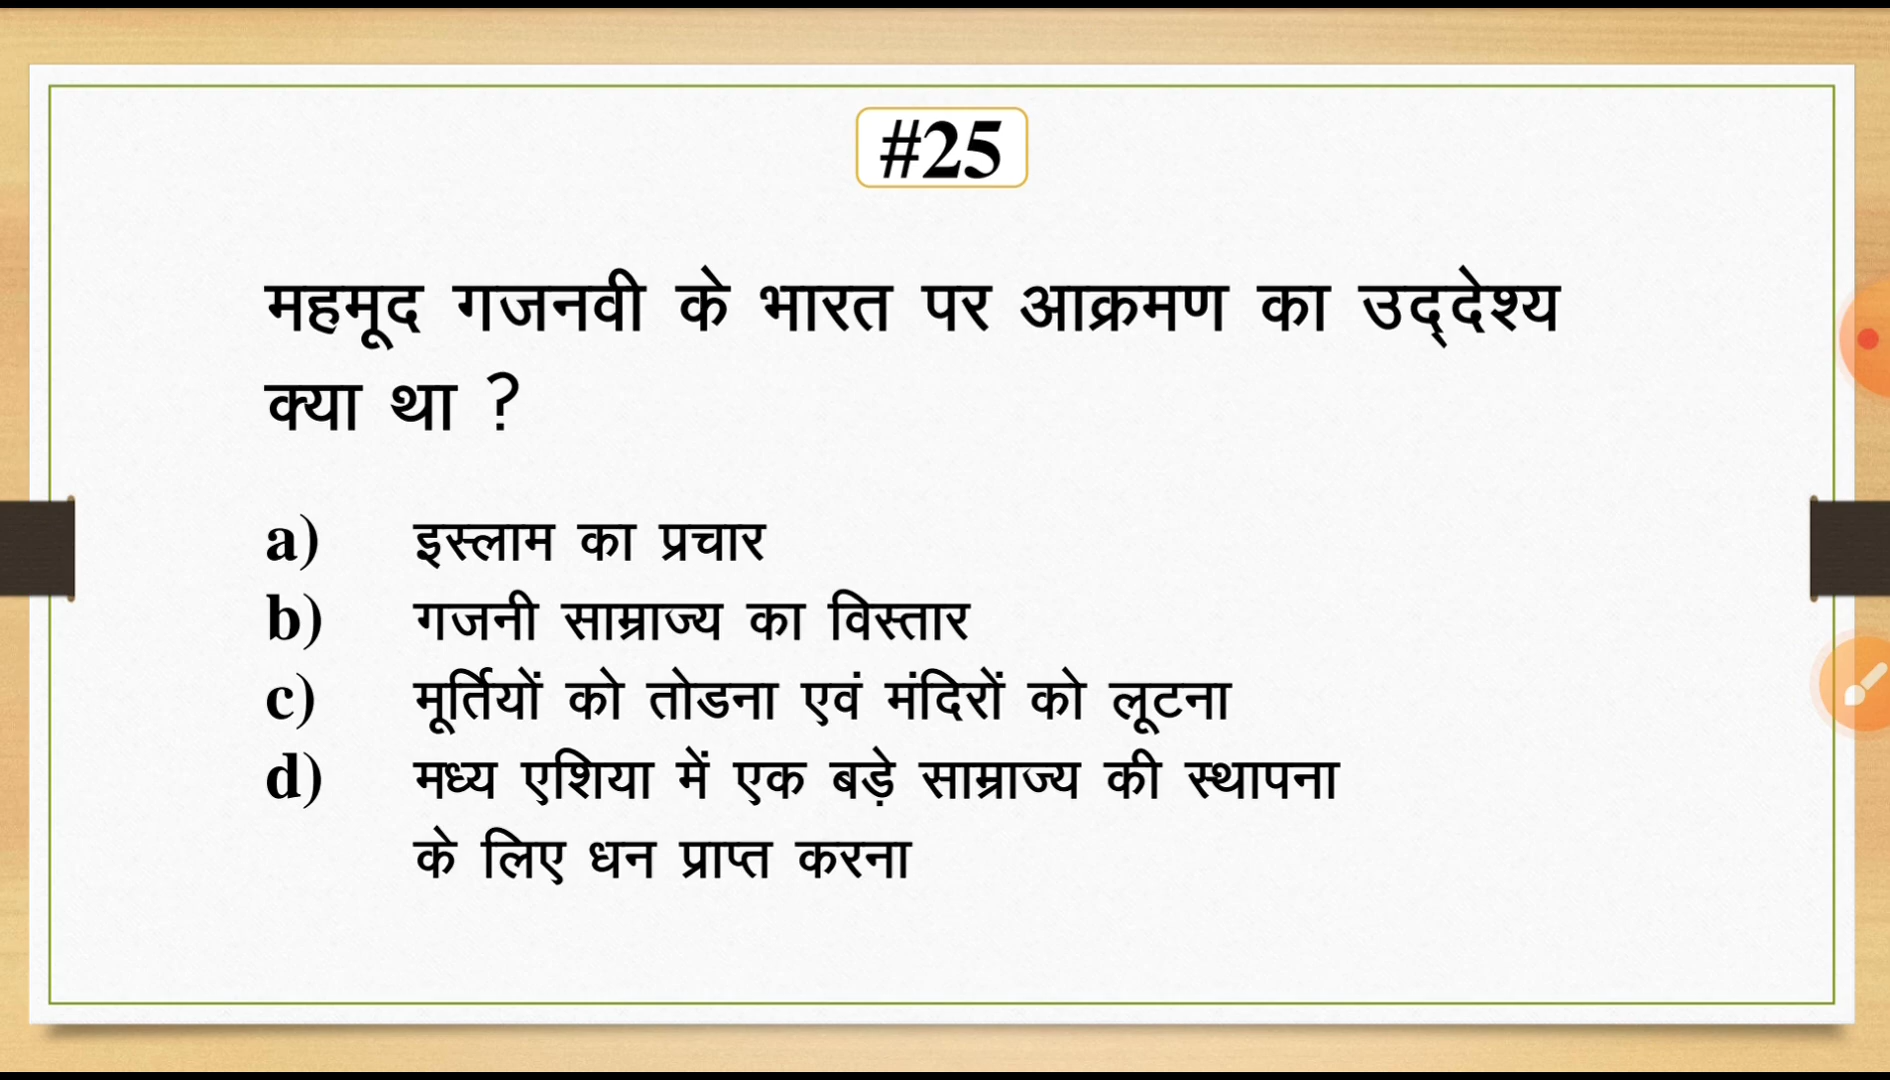 #25
महमूद गजनवी के भारत पर आक्रमण का उद्‌देश्य
क्या था ?
a) इस्लाम का प्रचार
b) गजनी साम्राज्य का विस्तार
c) मूर्तियों को तोडना एवं मंदिरों को लूटना
d) मध्य एशिया में एक बड़े साम्राज्य की स्थापना
के लिए धन प्राप्त करना